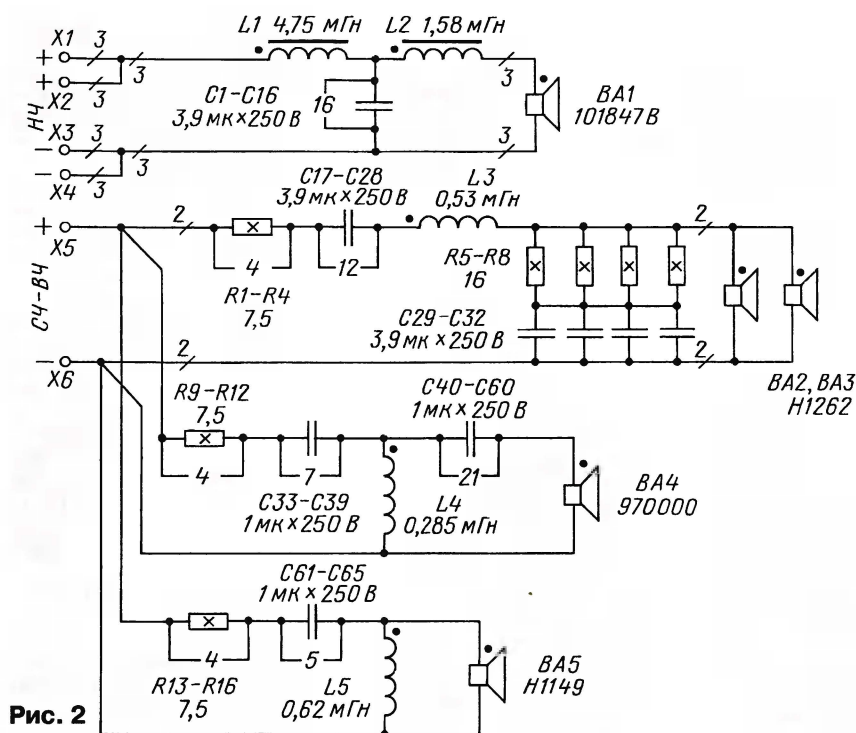 L1 4,75 мГн L2 1,58 мГн
X1 3
+ 3
+ 3 3
X2
C1-C16 16
3,9 мк×250 В
BA1
101847В
НЧ
X3 3 3
− 3
− 3
X4
C17-C28 L3
3,9 мк×250 В 0,53 мГн
+ 2 2
X5
4 12
R5-R8
16
R1-R4
7,5
СЧ-ВЧ
C29-C32
3,9 мк×250 В
− 2 2
X6
BA2, BA3
H1262
R9-R12
7,5
C40-C60
1мк×250 В
4 7 21
BA4
970000
C33-C39
1мк×250 В
L4
0,285 мГн
C61-C65
1мк×250 В
4 5
BA5
H1149
R13-R16
7,5
L5
0,62 мГн
Рис. 2